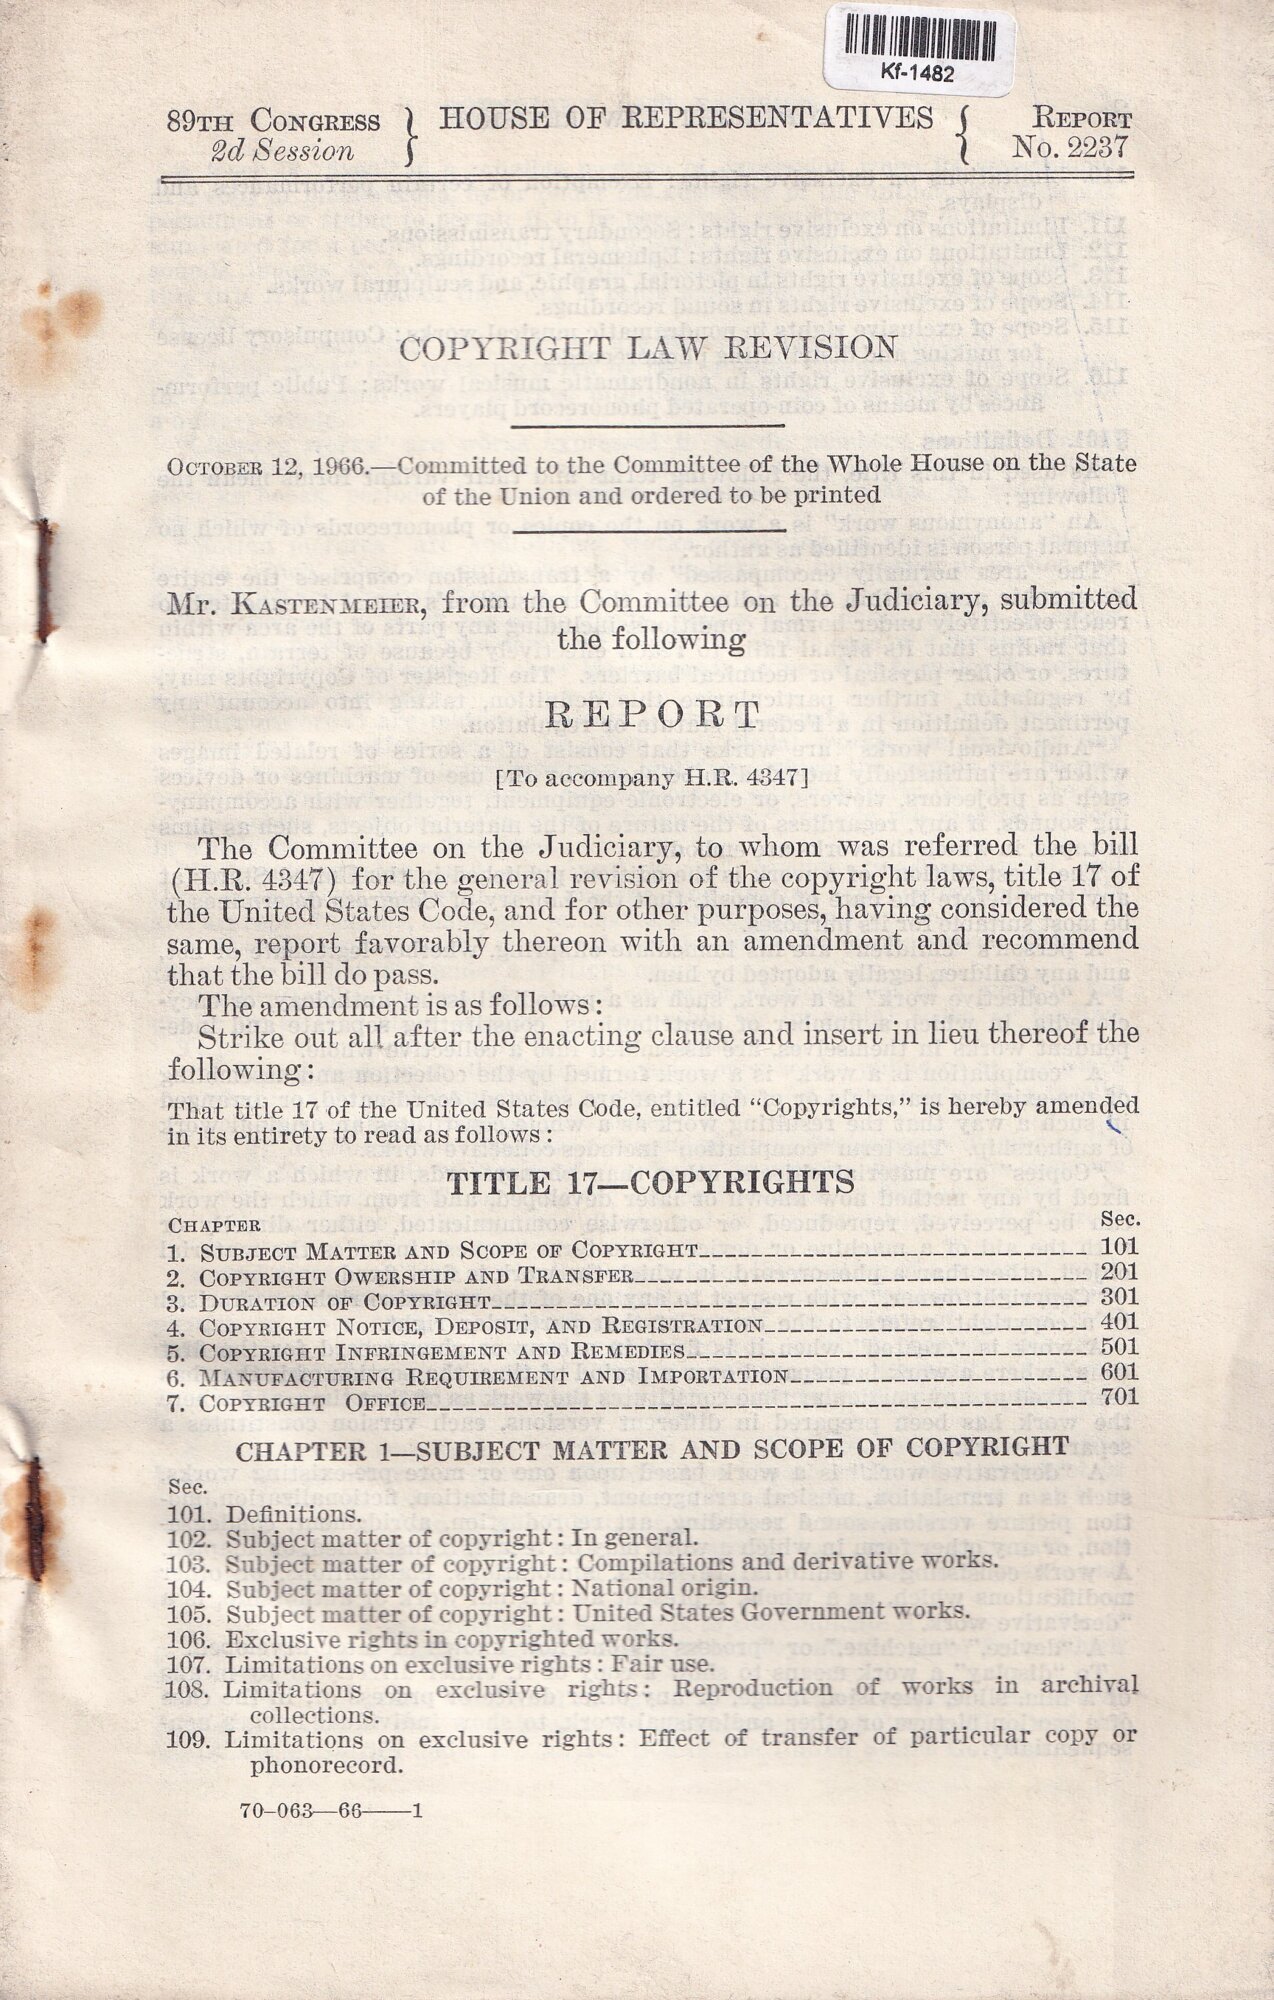 Kf-1482
89TH CONGRESS
2d Session
HOUSE OF REPRESENTATIVES
REPORT
No. 2237
COPYRIGHT LAW REVISION
OCTOBER 12, 1966.—Committed to the Committee of the Whole House on the State
of the Union and ordered to be printed
Mr. KASTENMEIER, from the Committee on the Judiciary, submitted
the following
REPORT
[To accompany H.R. 4347]
The Committee on the Judiciary, to whom was referred the bill
(H.R. 4347) for the general revision of the copyright laws, title 17 of
the United States Code, and for other purposes, having considered the
same, report favorably thereon with an amendment and recommend
that the bill do pass.
The amendment is as follows:
Strike out all after the enacting clause and insert in lieu thereof the
following:
That title 17 of the United States Code, entitled “Copyrights,” is hereby amended
in its entirety to read as follows:
TITLE 17—COPYRIGHTS
CHAPTER Sec.
1. SUBJECT MATTER AND SCOPE OF COPYRIGHT 101
2. COPYRIGHT OWERSHIP AND TRANSFER 201
3. DURATION OF COPYRIGHT 301
4. COPYRIGHT NOTICE, DEPOSIT, AND REGISTRATION 401
5. COPYRIGHT INFRINGEMENT AND REMEDIES 501
6. MANUFACTURING REQUIREMENT AND IMPORTATION 601
7. COPYRIGHT OFFICE 701
CHAPTER 1—SUBJECT MATTER AND SCOPE OF COPYRIGHT
Sec.
101. Definitions.
102. Subject matter of copyright: In general.
103. Subject matter of copyright: Compilations and derivative works.
104. Subject matter of copyright: National origin.
105. Subject matter of copyright: United States Government works.
106. Exclusive rights in copyrighted works.
107. Limitations on exclusive rights: Fair use.
108. Limitations on exclusive rights: Reproduction of works in archival
collections.
109. Limitations on exclusive rights: Effect of transfer of particular copy or
phonorecord.
70-063—66——1